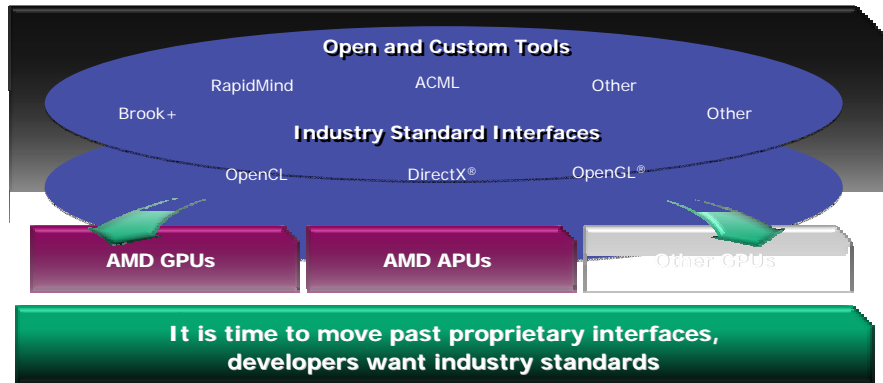 Open and Custom Tools
RapidMind ACML Other
Brook+ Other
Industry Standard Interfaces
OpenCL DirectX® OpenGL®
AMD GPUs AMD APUs Other GPUs
It is time to move past proprietary interfaces,
developers want industry standards